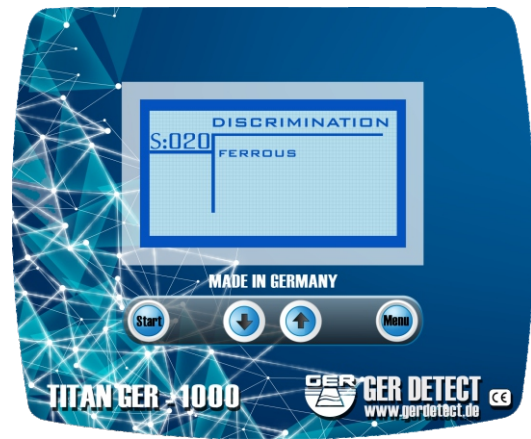 DISCRIMINATION
S:020
FERROUS
MADE IN GERMANY
Start
Menu
TITAN GER - 1000
GER
GER DETECT
CE
www.gerdetect.de